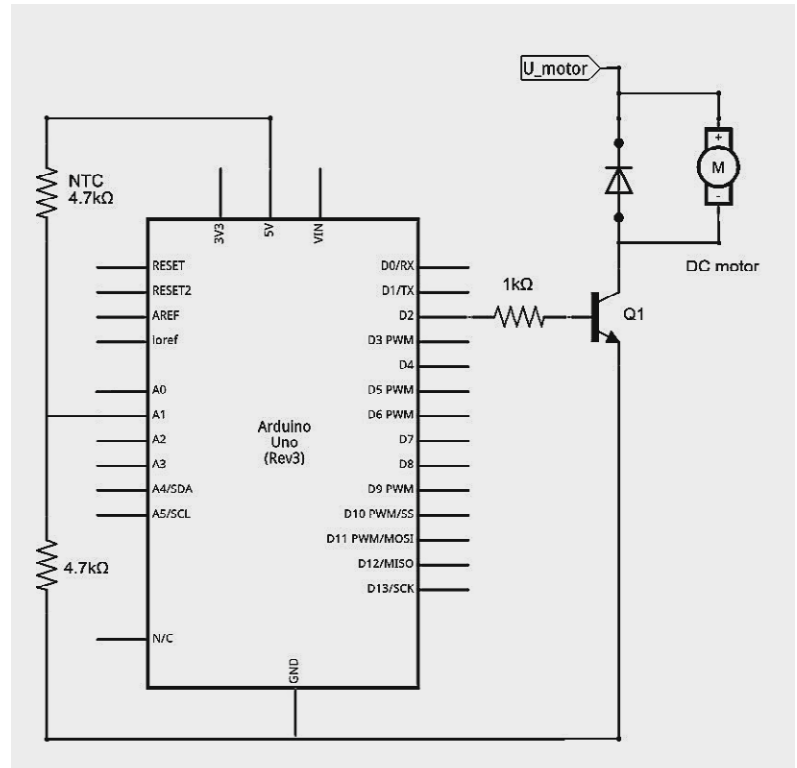 U_motor
+
M
-
DC motor
NTC
4.7kΩ
3V3
5V
VIN
RESET
RESET2
AREF
Ioref
A0
A1
A2
A3
A4/SDA
A5/SCL
N/C
Arduino
Uno
(Rev3)
D0/RX
D1/TX
D2
D3 PWM
D4
D5 PWM
D6 PWM
D7
D8
D9 PWM
D10 PWM/SS
D11 PWM/MOSI
D12/MISO
D13/SCK
GND
1kΩ
Q1
4.7kΩ